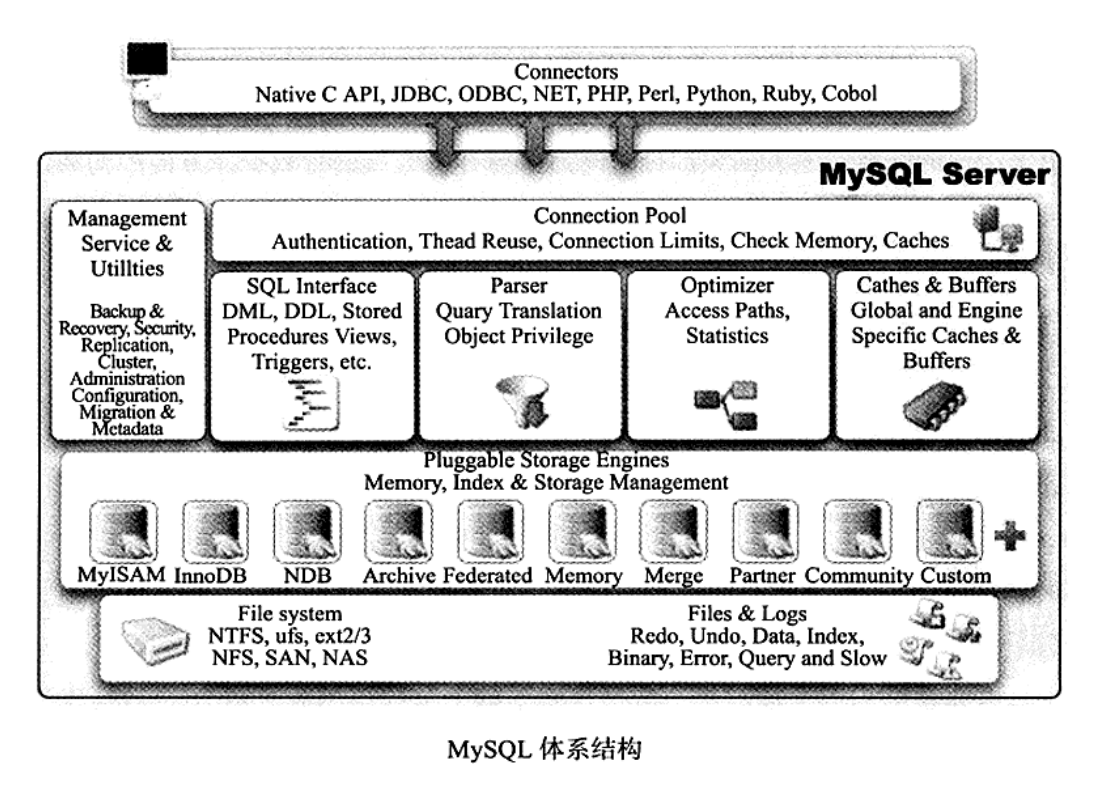 Connectors
Native C API, JDBC, ODBC, NET, PHP, Perl, Python, Ruby, Cobol
MySQL Server
Management
Service &
Utillties
Backup &
Recovery, Security,
Replication,
Cluster,
Administration
Configuration,
Migration &
Metadata
Connection Pool
Authentication, Thead Reuse, Connection Limits, Check Memory, Caches
SQL Interface
DML, DDL, Stored
Procedures Views,
Triggers, etc.
Parser
Quary Translation
Object Privilege
Optimizer
Access Paths,
Statistics
Cathes & Buffers
Global and Engine
Specific Caches &
Buffers
Pluggable Storage Engines
Memory, Index & Storage Management
MyISAM InnoDB NDB Archive Federated Memory Merge Partner Community Custom
File system
NTFS, ufs, ext2/3
NFS, SAN, NAS
Files & Logs
Redo, Undo, Data, Index,
Binary, Error, Query and Slow
MySQL 体系结构